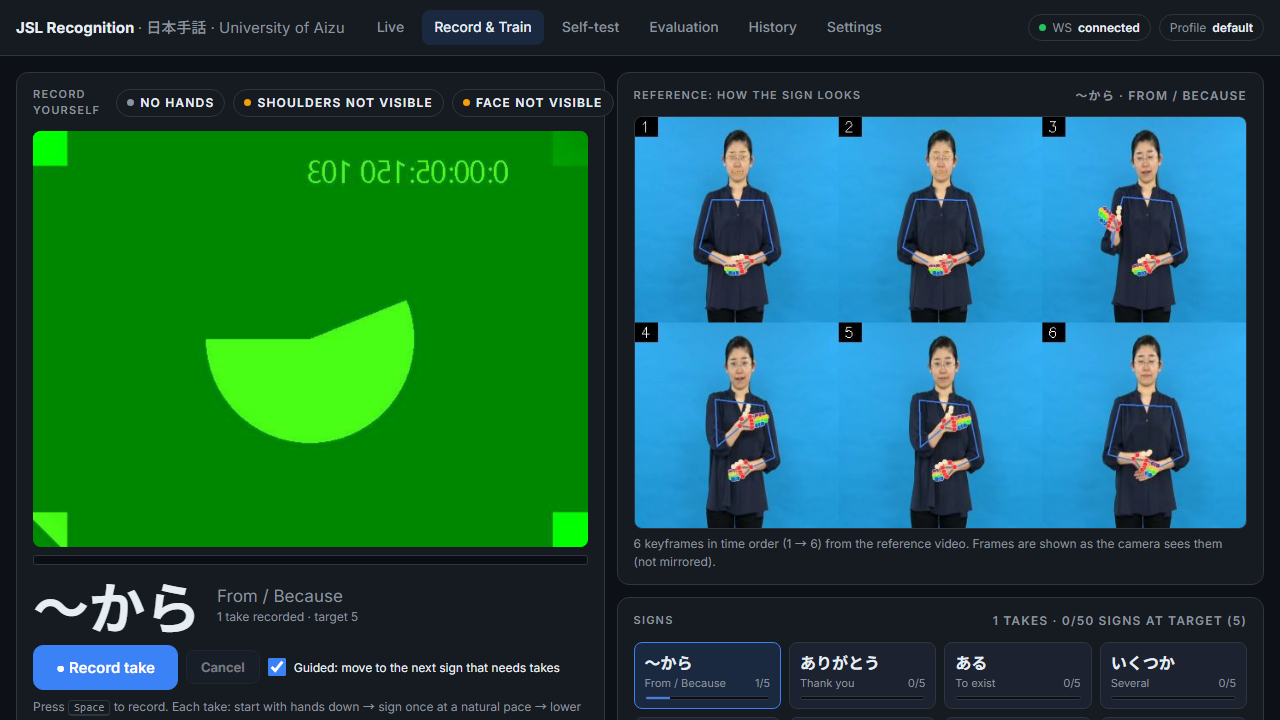 JSL Recognition · 日本手話 · University of Aizu
Live
Record & Train
Self-test
Evaluation
History
Settings
WS connected
Profile default
RECORD YOURSELF
NO HANDS
SHOULDERS NOT VISIBLE
FACE NOT VISIBLE
0:00:05:150 103
〜から
From / Because
1 take recorded · target 5
Record take
Cancel
Guided: move to the next sign that needs takes
Press Space to record. Each take: start with hands down → sign once at a natural pace → lower
REFERENCE: HOW THE SIGN LOOKS
〜から · FROM / BECAUSE
1
2
3
4
5
6
6 keyframes in time order (1 → 6) from the reference video. Frames are shown as the camera sees them
(not mirrored).
SIGNS
1 TAKES · 0/50 SIGNS AT TARGET (5)
〜から
From / Because 1/5
ありがとう
Thank you 0/5
ある
To exist 0/5
いくつか
Several 0/5